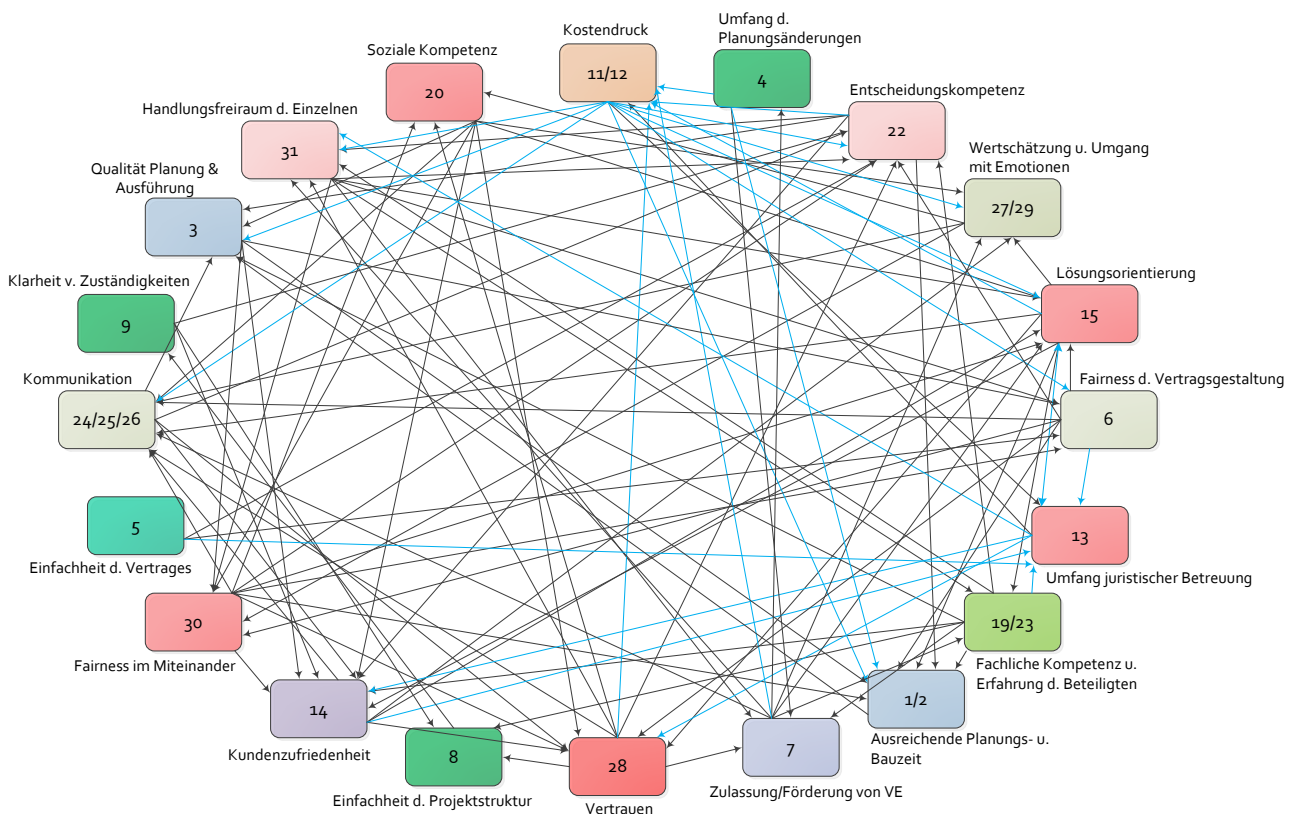 Kostendruck
11/12
Umfang d.
Planungsänderungen
4
Entscheidungskompetenz
22
Wertschätzung u. Umgang
mit Emotionen
27/29
Lösungsorientierung
15
Fairness d. Vertragsgestaltung
6
13
Umfang juristischer Betreuung
19/23
Fachliche Kompetenz u.
Erfahrung d. Beteiligten
1/2
Ausreichende Planungs- u.
Bauzeit
7
Zulassung/Förderung von VE
28
Vertrauen
8
Einfachheit d. Projektstruktur
14
Kundenzufriedenheit
30
Fairness im Miteinander
5
Einfachheit d. Vertrages
Kommunikation
24/25/26
Klarheit v. Zuständigkeiten
9
Qualität Planung &
Ausführung
3
Handlungsfreiraum d. Einzelnen
31
Soziale Kompetenz
20